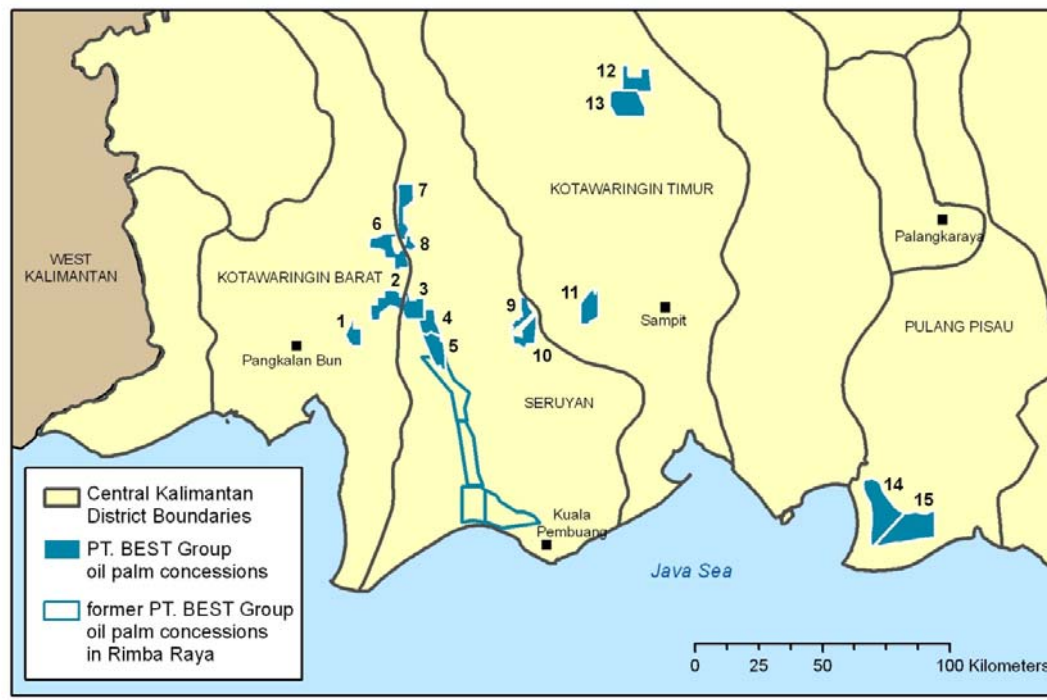 12
13
KOTAWARINGIN TIMUR
7
Palangkaraya
6
8
WEST
KALIMANTAN
KOTAWARINGIN BARAT
2
3
9
11
1
4
Sampit
PULANG PISAU
Pangkalan Bun
5
10
SERUYAN
14
15
Kuala
Pembuang
Java Sea
Central Kalimantan
District Boundaries
PT. BEST Group
oil palm concessions
former PT. BEST Group
oil palm concessions
in Rimba Raya
0 25 50 100 Kilometers